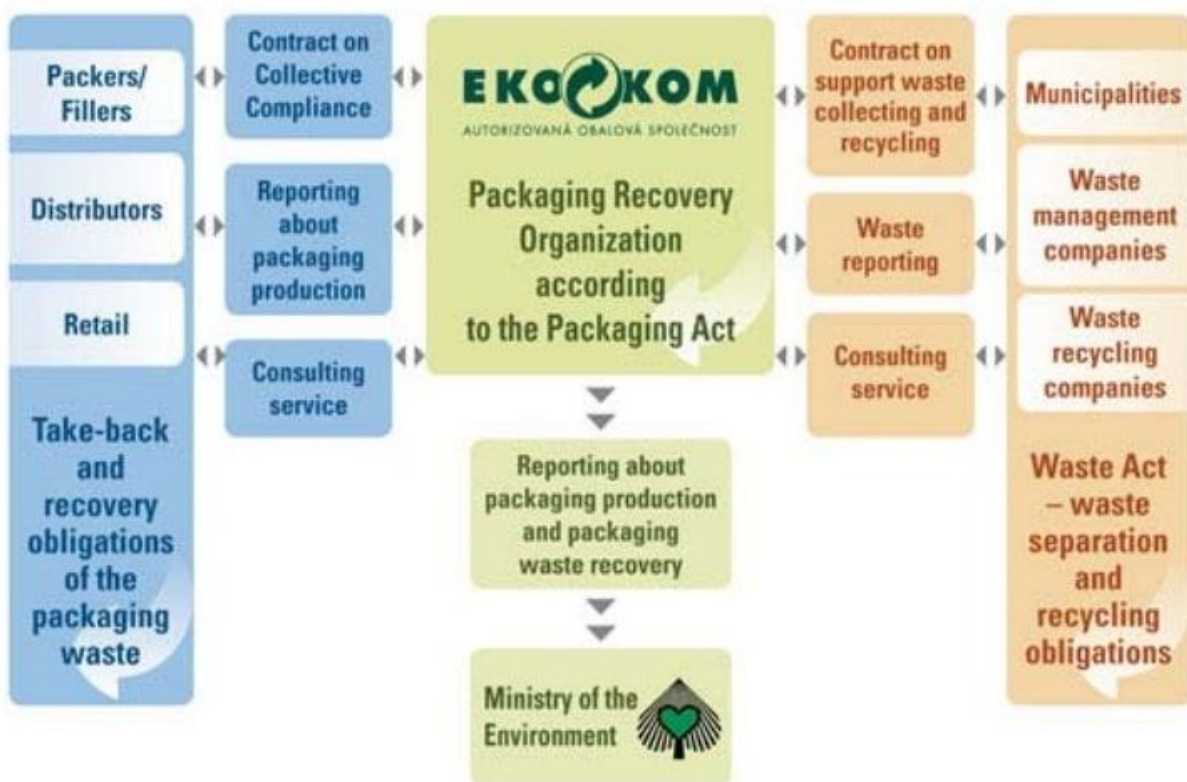 Packers/
Fillers
Distributors
Retail
Take-back
and
recovery
obligations
of the
packaging
waste
Contract on
Collective
Compliance
Reporting
about
packaging
production
Consulting
service
EKO KOM
AUTORIZOVANÁ OBALOVÁ SPOLEČNOST
Packaging Recovery
Organization
according
to the Packaging Act
Reporting about
packaging production
and packaging
waste recovery
Ministry of the
Environment
Contract on
support waste
collecting and
recycling
Waste
reporting
Consulting
service
Municipalities
Waste
management
companies
Waste
recycling
companies
Waste Act
– waste
separation
and
recycling
obligations